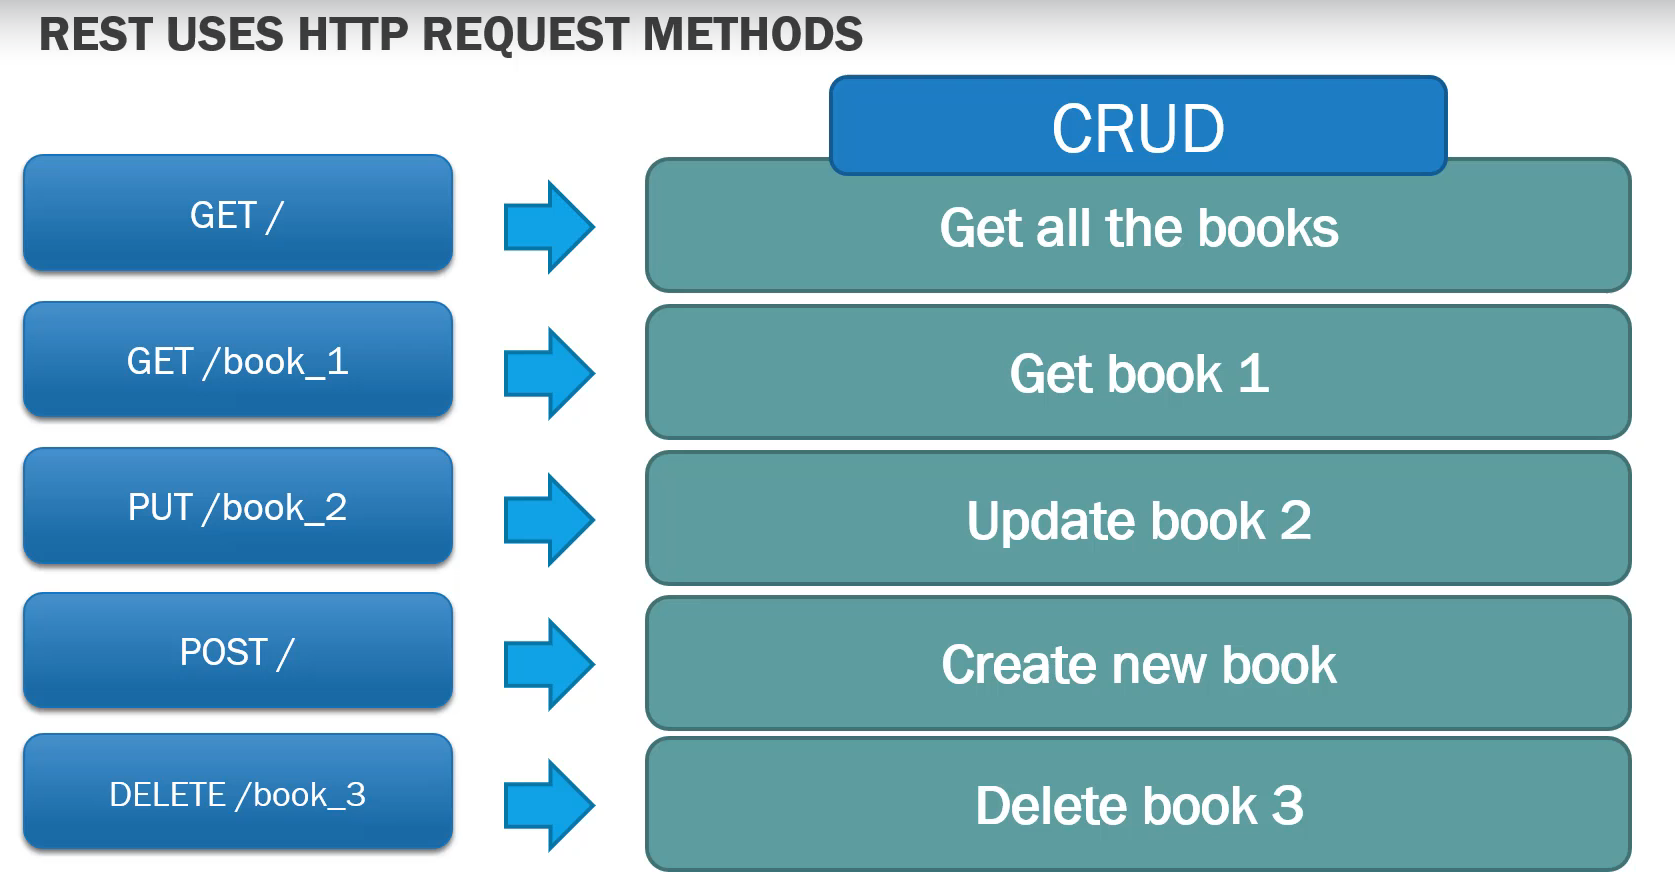 REST USES HTTP REQUEST METHODS
CRUD
GET /
Get all the books
GET /book_1
Get book 1
PUT /book_2
Update book 2
POST /
Create new book
DELETE /book_3
Delete book 3